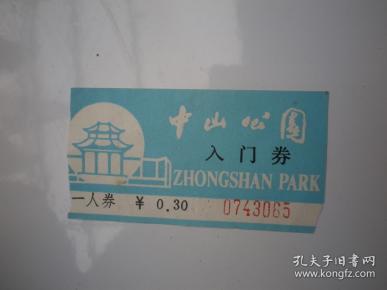 中山公園
入门券
ZHONGSHAN PARK
一人券 ¥ 0.30 0743065
孔夫子旧书网
www.kongfz.com